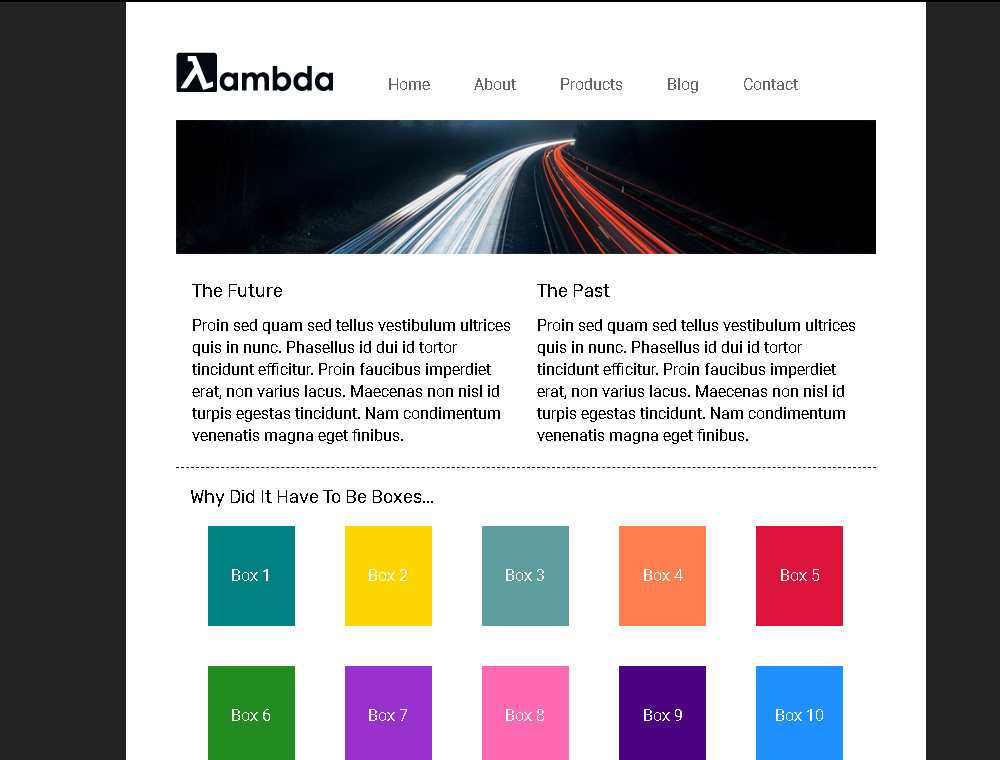 λambda
Home About Products Blog Contact
The Future
Proin sed quam sed tellus vestibulum ultrices
quis in nunc. Phasellus id dui id tortor
tincidunt efficitur. Proin faucibus imperdiet
erat, non varius lacus. Maecenas non nisl id
turpis egestas tincidunt. Nam condimentum
venenatis magna eget finibus.
The Past
Proin sed quam sed tellus vestibulum ultrices
quis in nunc. Phasellus id dui id tortor
tincidunt efficitur. Proin faucibus imperdiet
erat, non varius lacus. Maecenas non nisl id
turpis egestas tincidunt. Nam condimentum
venenatis magna eget finibus.
Why Did It Have To Be Boxes...
Box 1 Box 2 Box 3 Box 4 Box 5
Box 6 Box 7 Box 8 Box 9 Box 10